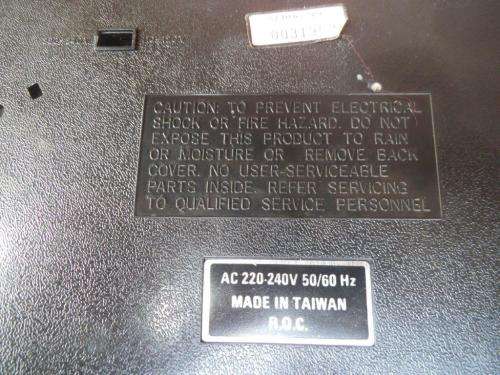 CAUTION: TO PREVENT ELECTRICAL
SHOCK OR FIRE HAZARD, DO NOT
EXPOSE THIS PRODUCT TO RAIN
OR MOISTURE OR REMOVE BACK
COVER. NO USER-SERVICEABLE
PARTS INSIDE. REFER SERVICING
TO QUALIFIED SERVICE PERSONNEL
AC 220-240V 50/60 Hz
MADE IN TAIWAN
R.O.C.